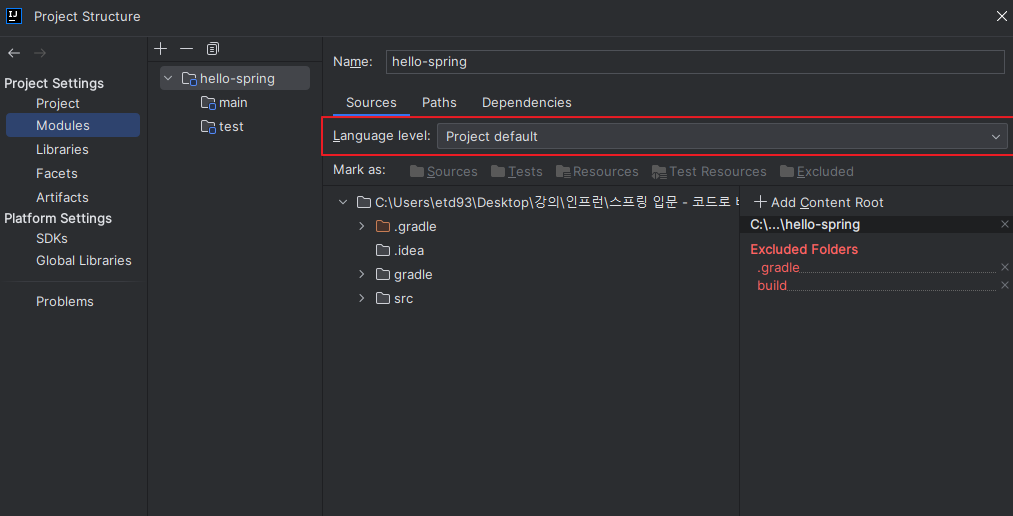 Project Structure
Project Settings
Project
Modules
Libraries
Facets
Artifacts
Platform Settings
SDKs
Global Libraries
Problems
hello-spring
main
test
Name: hello-spring
Sources Paths Dependencies
Language level: Project default
Mark as: Sources Tests Resources Test Resources Excluded
C:\Users\etd93\Desktop\강의\인프런\스프링 입문 - 코드로
.gradle
.idea
gradle
src
Add Content Root
C:\...\hello-spring
Excluded Folders
.gradle
build